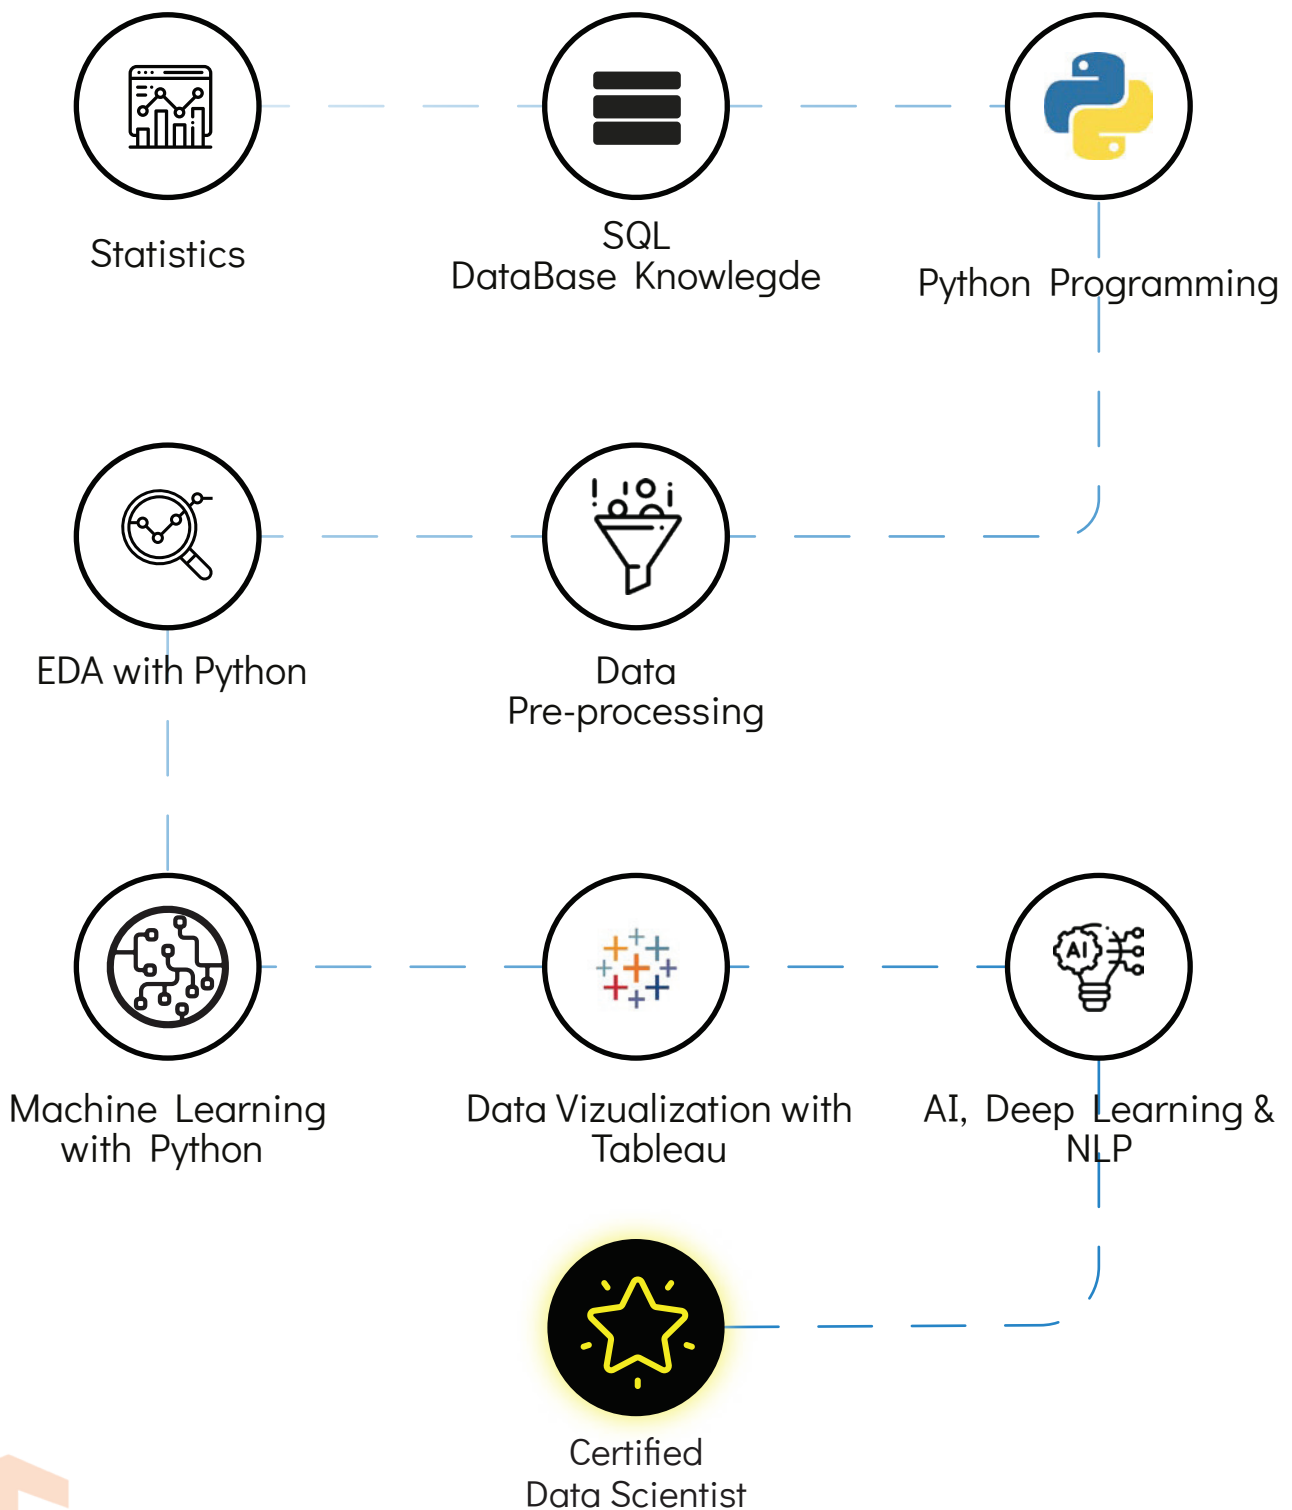 Statistics
SQL
DataBase Knowlegde
Python Programming
EDA with Python
Data
Pre-processing
AI
Machine Learning
with Python
Data Vizualization with
Tableau
AI, Deep Learning &
NLP
Certified
Data Scientist